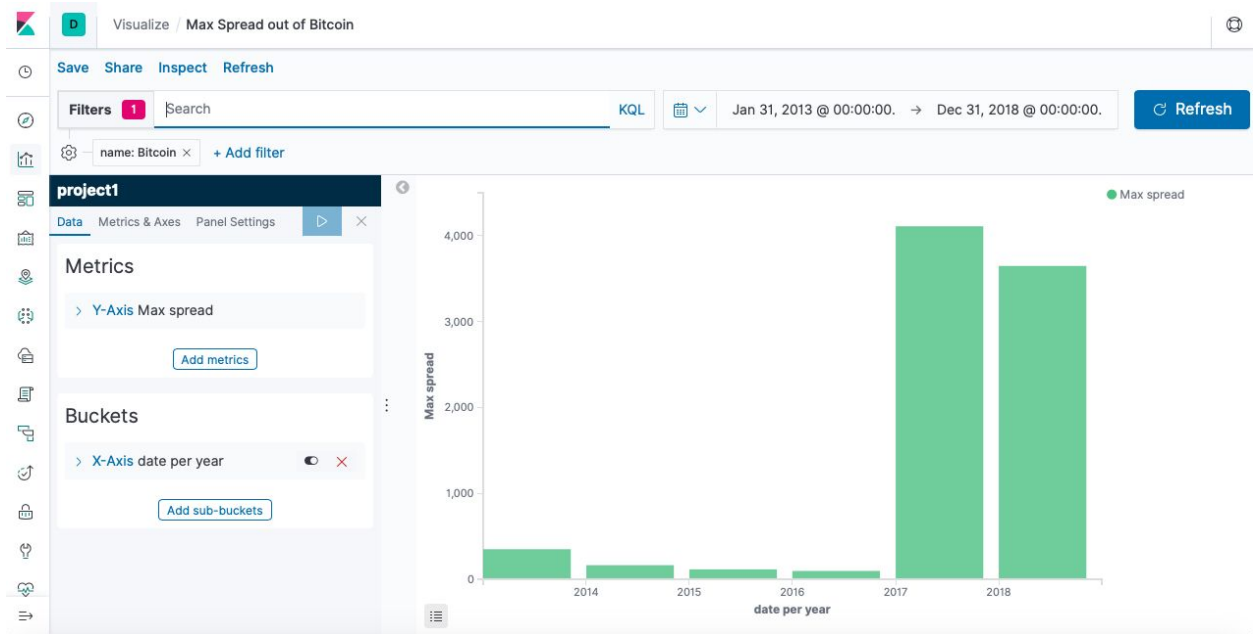 D Visualize / Max Spread out of Bitcoin
Save Share Inspect Refresh
Filters 1 Search KQL Jan 31, 2013 @ 00:00:00. → Dec 31, 2018 @ 00:00:00. Refresh
name: Bitcoin × + Add filter
project1
Data Metrics & Axes Panel Settings
Metrics
Y-Axis Max spread
Add metrics
Buckets
X-Axis date per year
Add sub-buckets
Max spread
4,000
3,000
2,000
1,000
0
Max spread
2014 2015 2016 2017 2018
date per year